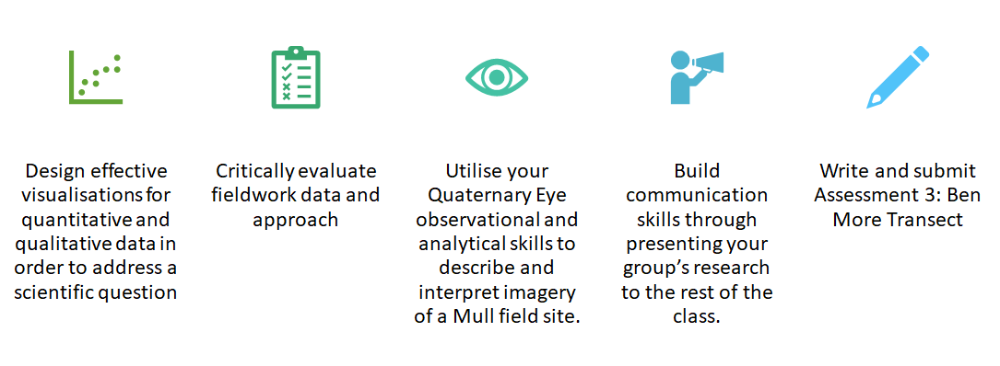 Design effective
visualisations for
quantitative and
qualitative data in
order to address a
scientific question
Critically evaluate
fieldwork data and
approach
Utilise your
Quaternary Eye
observational and
analytical skills to
describe and
interpret imagery
of a Mull field site.
Build
communication
skills through
presenting your
group’s research
to the rest of the
class.
Write and submit
Assessment 3: Ben
More Transect